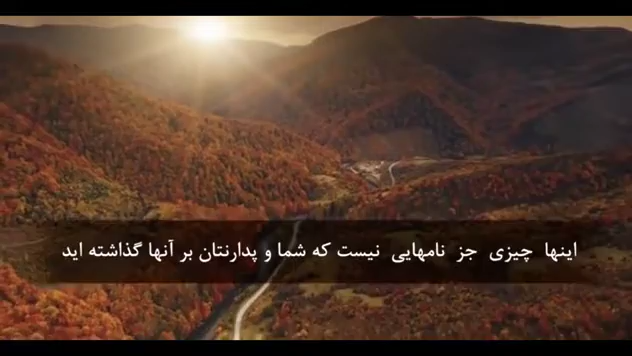 اینها چیزی جز نامهایی نیست که شما و پدارنتان بر آنها گذاشته اید